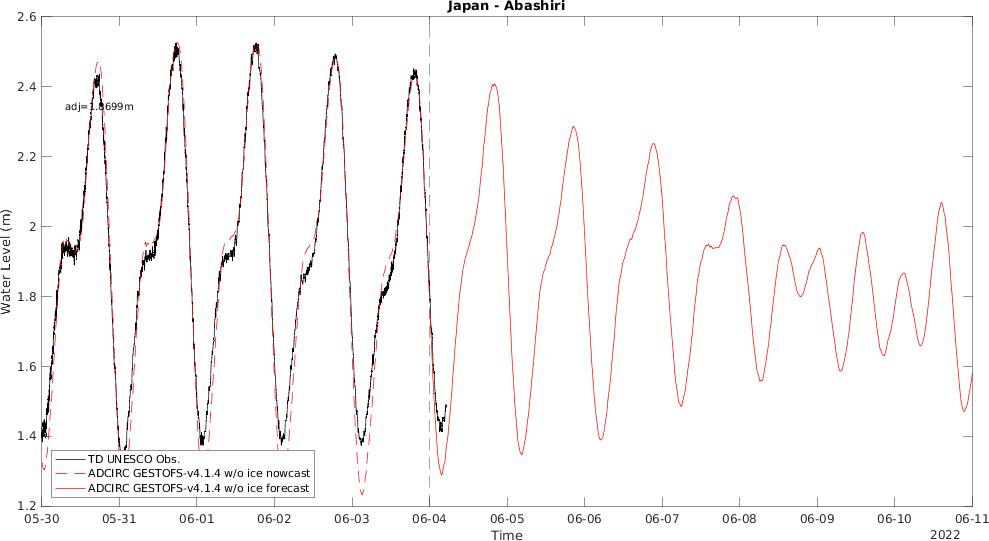 Japan - Abashiri
2.6
2.4
2.2
2
1.8
1.6
1.4
1.2
Water Level (m)
adj=1.8699m
TD UNESCO Obs.
ADCIRC GESTOFS-v4.1.4 w/o ice nowcast
ADCIRC GESTOFS-v4.1.4 w/o ice forecast
05-30 05-31 06-01 06-02 06-03 06-04 06-05 06-06 06-07 06-08 06-09 06-10 06-11
Time
2022